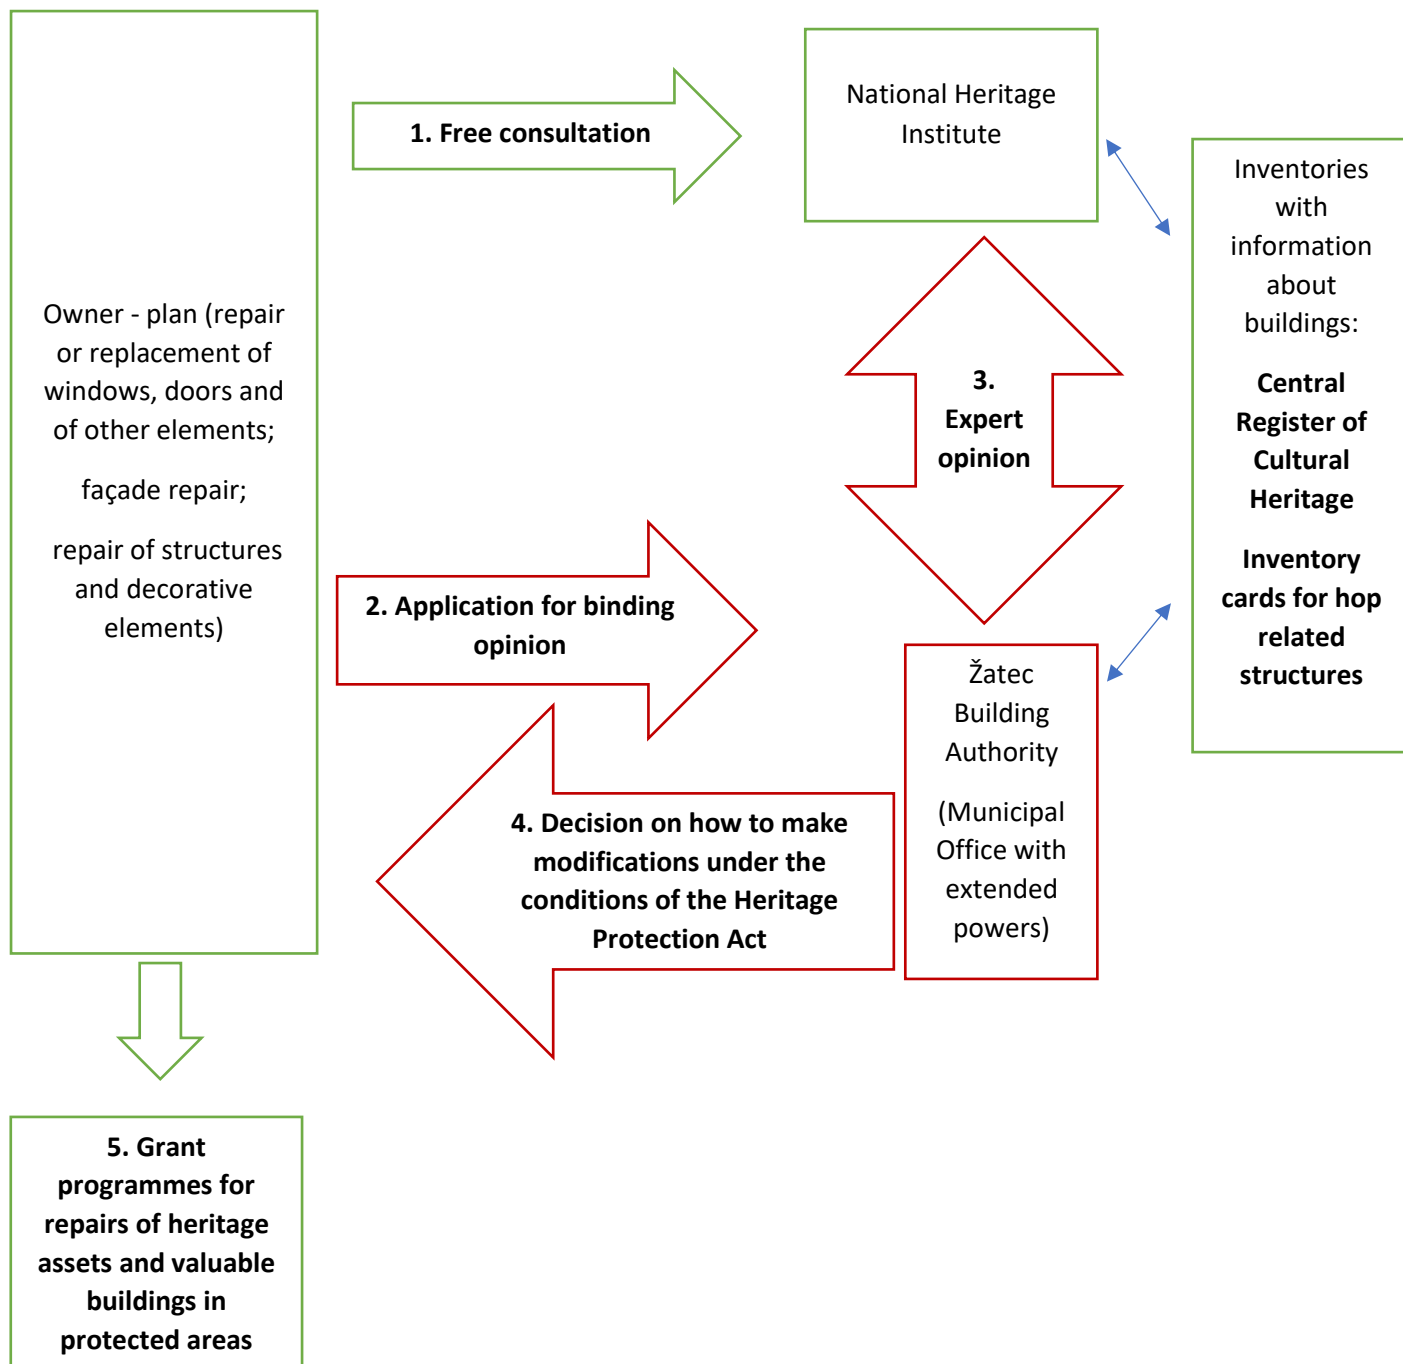 Owner - plan (repair
or replacement of
windows, doors and
of other elements;
façade repair;
repair of structures
and decorative
elements)
1. Free consultation
National Heritage
Institute
Inventories
with
information
about
buildings:
Central
Register of
Cultural
Heritage
Inventory
cards for hop
related
structures
3.
Expert
opinion
2. Application for binding
opinion
Žatec
Building
Authority
(Municipal
Office with
extended
powers)
4. Decision on how to make
modifications under the
conditions of the Heritage
Protection Act
5. Grant
programmes for
repairs of heritage
assets and valuable
buildings in
protected areas